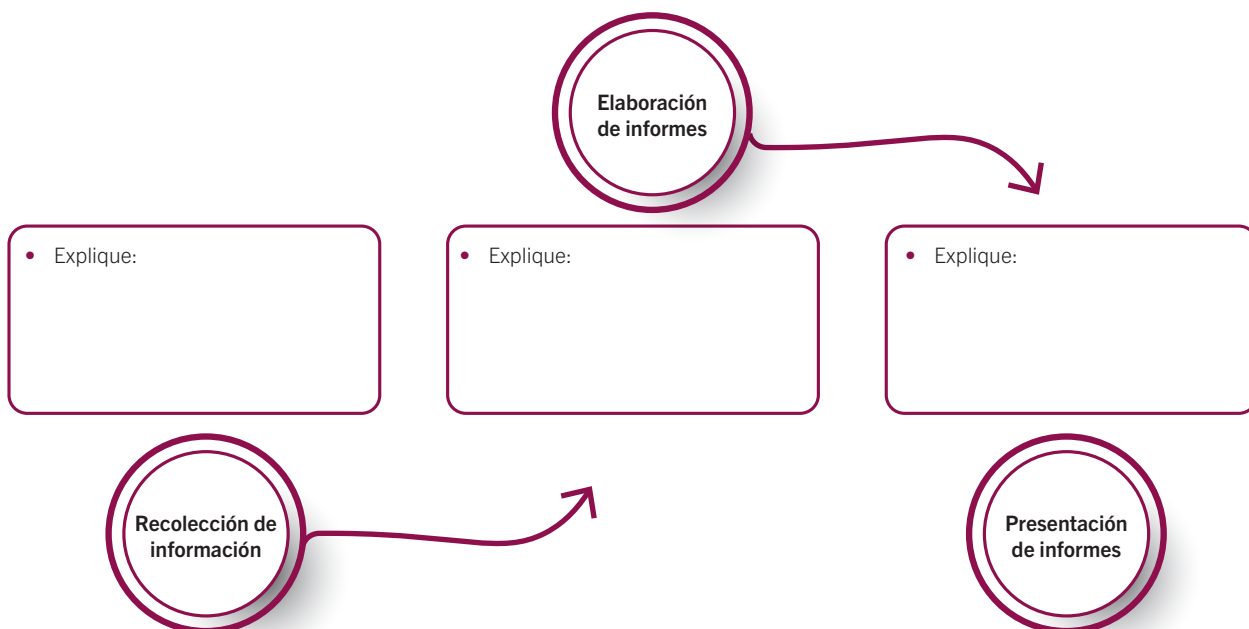 Elaboración
de informes
• Explique:
• Explique:
• Explique:
Recolección de
información
Presentación
de informes